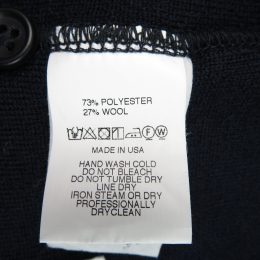 73% POLYESTER
27% WOOL
MADE IN USA
HAND WASH COLD
DO NOT BLEACH
DO NOT TUMBLE DRY
LINE DRY
IRON STEAM OR DRY
PROFESSIONALLY
DRYCLEAN